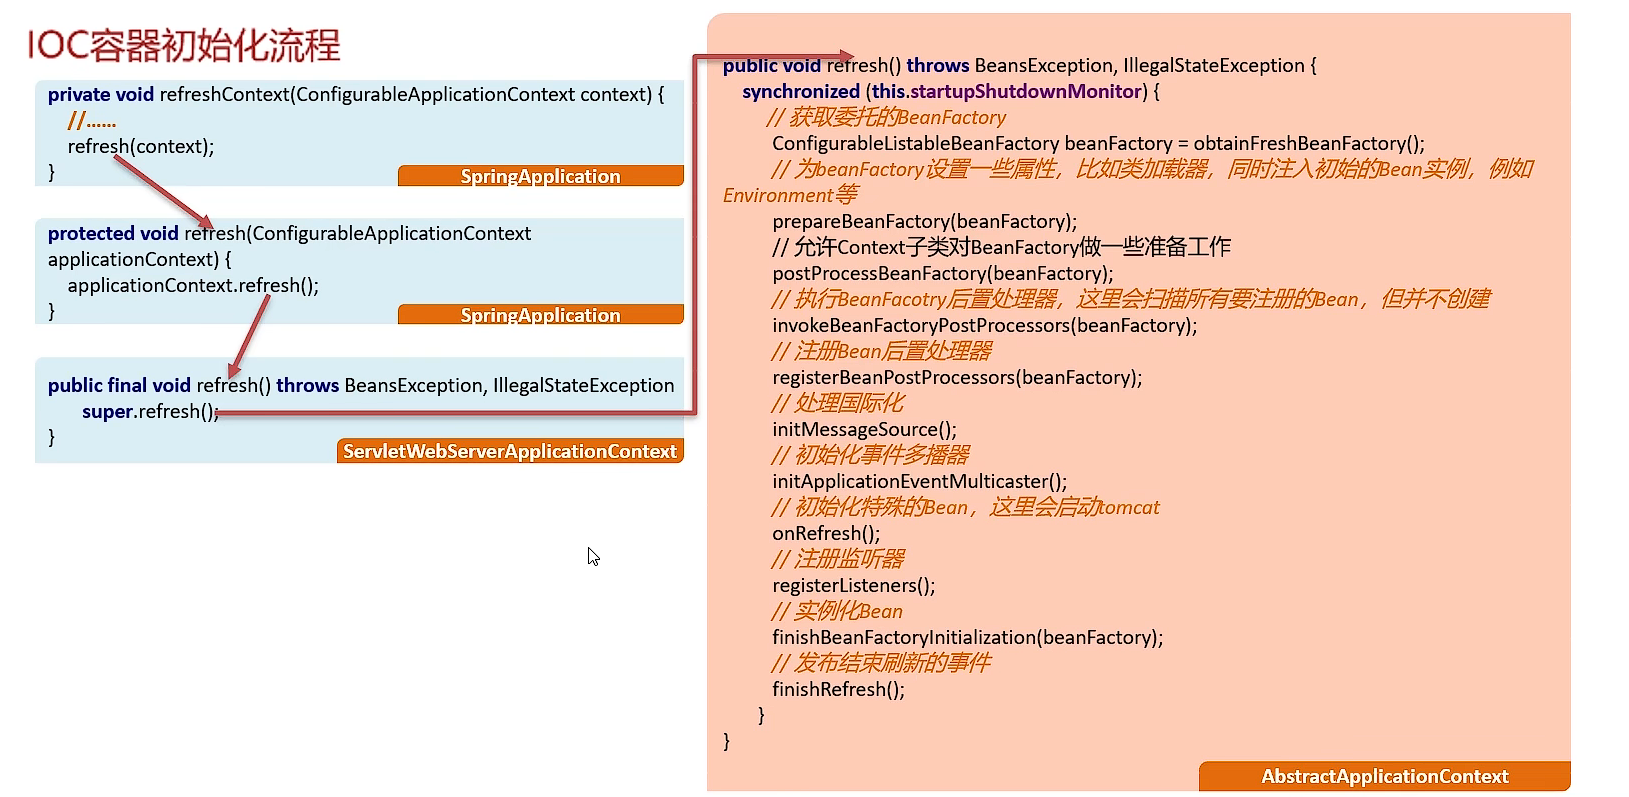 IOC容器初始化流程
private void refreshContext(ConfigurableApplicationContext context) {
//......
refresh(context);
}
SpringApplication
protected void refresh(ConfigurableApplicationContext
applicationContext) {
applicationContext.refresh();
}
SpringApplication
public final void refresh() throws BeansException, IllegalStateException
super.refresh();
}
ServletWebServerApplicationContext
public void refresh() throws BeansException, IllegalStateException {
synchronized (this.startupShutdownMonitor) {
// 获取委托的BeanFactory
ConfigurableListableBeanFactory beanFactory = obtainFreshBeanFactory();
// 为beanFactory设置一些属性，比如类加载器，同时注入初始的Bean实例，例如
Environment等
prepareBeanFactory(beanFactory);
// 允许Context子类对BeanFactory做一些准备工作
postProcessBeanFactory(beanFactory);
// 执行BeanFacotry后置处理器，这里会扫描所有要注册的Bean，但并不创建
invokeBeanFactoryPostProcessors(beanFactory);
// 注册Bean后置处理器
registerBeanPostProcessors(beanFactory);
// 处理国际化
initMessageSource();
// 初始化事件多播器
initApplicationEventMulticaster();
// 初始化特殊的Bean，这里会启动tomcat
onRefresh();
// 注册监听器
registerListeners();
// 实例化Bean
finishBeanFactoryInitialization(beanFactory);
// 发布结束刷新的事件
finishRefresh();
}
}
AbstractApplicationContext